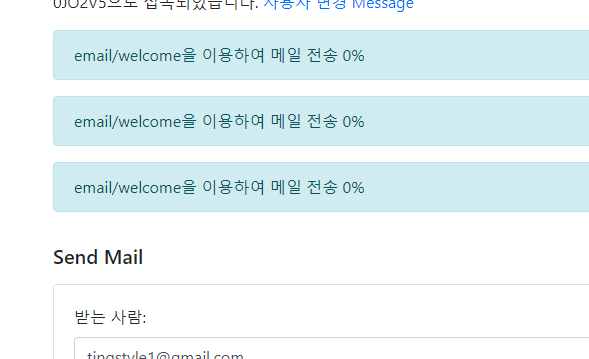 0JO2V5으로 접속되었습니다. 사용자 변경 Message
email/welcome을 이용하여 메일 전송 0%
email/welcome을 이용하여 메일 전송 0%
email/welcome을 이용하여 메일 전송 0%
Send Mail
받는 사람:
tingstyle1@gmail.com